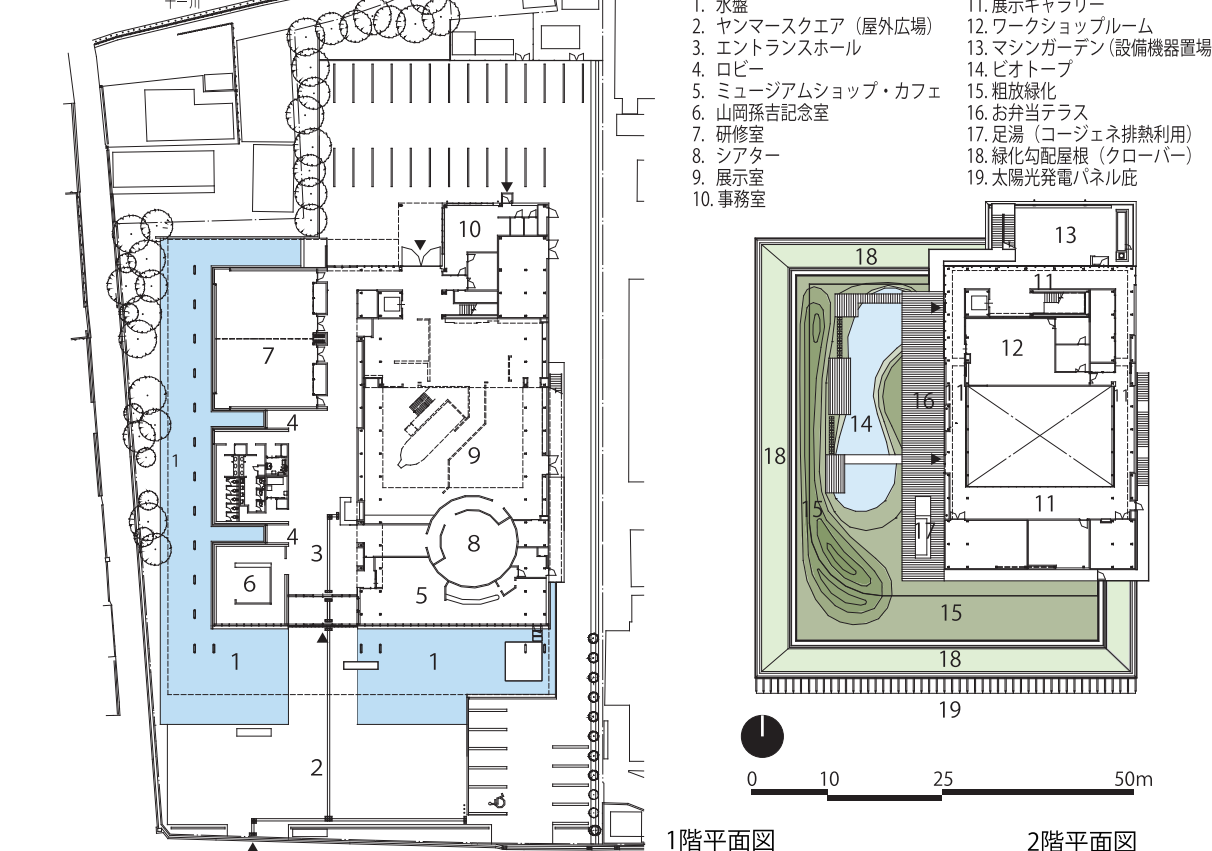 1. 水盤
2. ヤンマースクエア（屋外広場）
3. エントランスホール
4. ロビー
5. ミュージアムショップ・カフェ
6. 山岡孫吉記念室
7. 研修室
8. シアター
9. 展示室
10. 事務室
11. 展示ギャラリー
12. ワークショップルーム
13. マシンガーデン（設備機器置場
14. ビオトープ
15. 粗放緑化
16. お弁当テラス
17. 足湯（コージェネ排熱利用）
18. 緑化勾配屋根（クローバー）
19. 太陽光発電パネル庇
10
7
4
9
1
4
3
8
6
5
1
1
2
13
18
11
12
16
14
18
11
15
17
15
18
19
0 10 25 50m
1階平面図
2階平面図